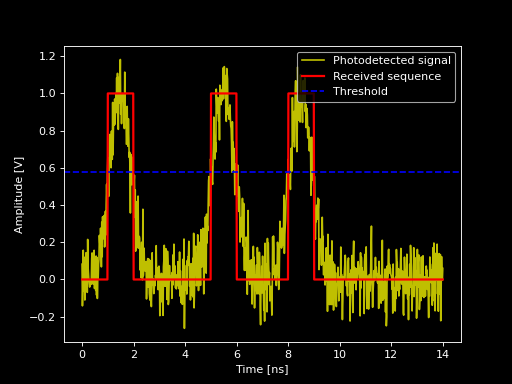 Photodetected signal
Received sequence
Threshold
1.2
1.0
0.8
0.6
0.4
0.2
0.0
−0.2
Amplitude [V]
0 2 4 6 8 10 12 14
Time [ns]